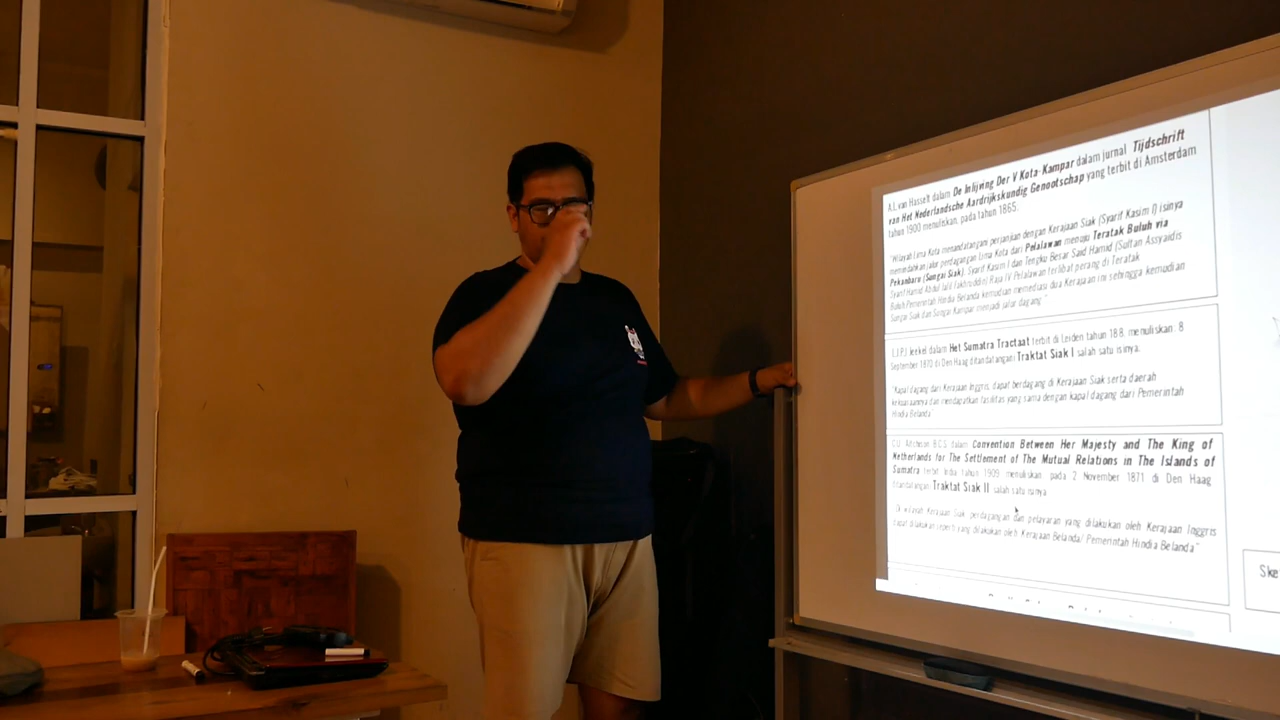 A.L van Hasselt dalam De Inlijving Der V Kota-Kampar dalam jurnal Tijdschrift
van Het Nederlandsche Aardrijkskundig Genootschap yang terbit di Amsterdam
tahun 1900 menuliskan, pada tahun 1865:
"Wilayah Lima Kota menandatangani perjanjian dengan Kerajaan Siak (Syarif Kasim I) isinya
memindahkan jalur perdagangan Lima Kota dari Pelalawan menuju Teratak Buluh via
Pekanbaru (Sungai Siak). Syarif Kasim I dan Tengku Besar Said Hamid (Sultan Assyaidis
Syarif Hamid Abdul Jalil Fakhruddin) Raja IV Pelalawan terlibat perang di Teratak
Buluh Pemerintah Hindia Belanda kemudian memediasi dua Kerajaan ini sehingga kemudian
Sungai Siak dan Sungai Kampar menjadi jalur dagang"
Jeekel dalam Het Sumatra Tractaat terbit di Leiden tahun menuliskan: 8
September 1870 di Den Haag ditandatangani Traktat Siak I salah satu isinya.
"Kapal dagang dari Kerajaan Inggris, dapat berdagang di Kerajaan Siak serta daerah
kekuasaannya dan mendapatkan fasilitas yang sama dengan kapal dagang dari Pemerintah
Hindia Belanda"
C.U. Aitchison B.C.S dalam Convention Between Her Majesty and The King of
Netherlands for The Settlement of The Mutual Relations in The Islands of
Sumatra terbit India tahun 1909 menuliskan pada 2 November 1871 di Den Haag
ditandatangani Traktat Siak II salah satu isinya
"Di wilayah Kerajaan Siak perdagangan dan pelayaran yang dilakukan oleh Kerajaan Inggris
dapat dilakukan seperti yang dilakukan oleh Kerajaan Belanda/ Pemerintah Hindia Belanda"
Ske